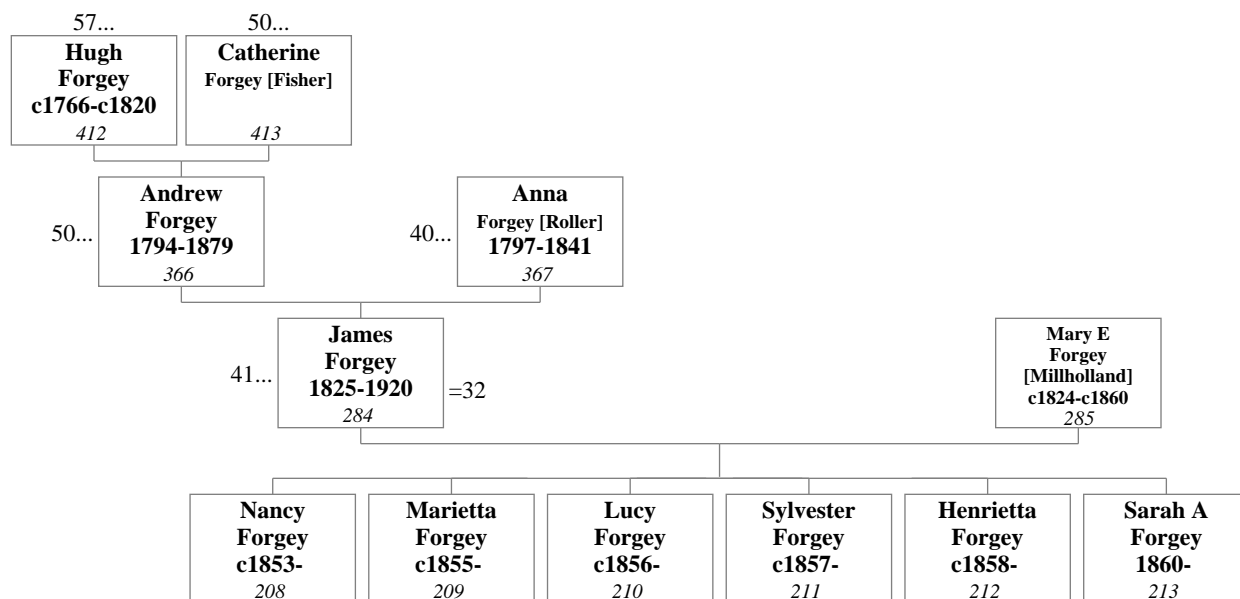 57...
50...
Hugh
Forgey
c1766-c1820
412
Catherine
Forgey [Fisher]
413
50...
Andrew
Forgey
1794-1879
366
40...
Anna
Forgey [Roller]
1797-1841
367
41...
James
Forgey
1825-1920
284
=32
Mary E
Forgey
[Millholland]
c1824-c1860
285
Nancy
Forgey
c1853-
208
Marietta
Forgey
c1855-
209
Lucy
Forgey
c1856-
210
Sylvester
Forgey
c1857-
211
Henrietta
Forgey
c1858-
212
Sarah A
Forgey
1860-
213